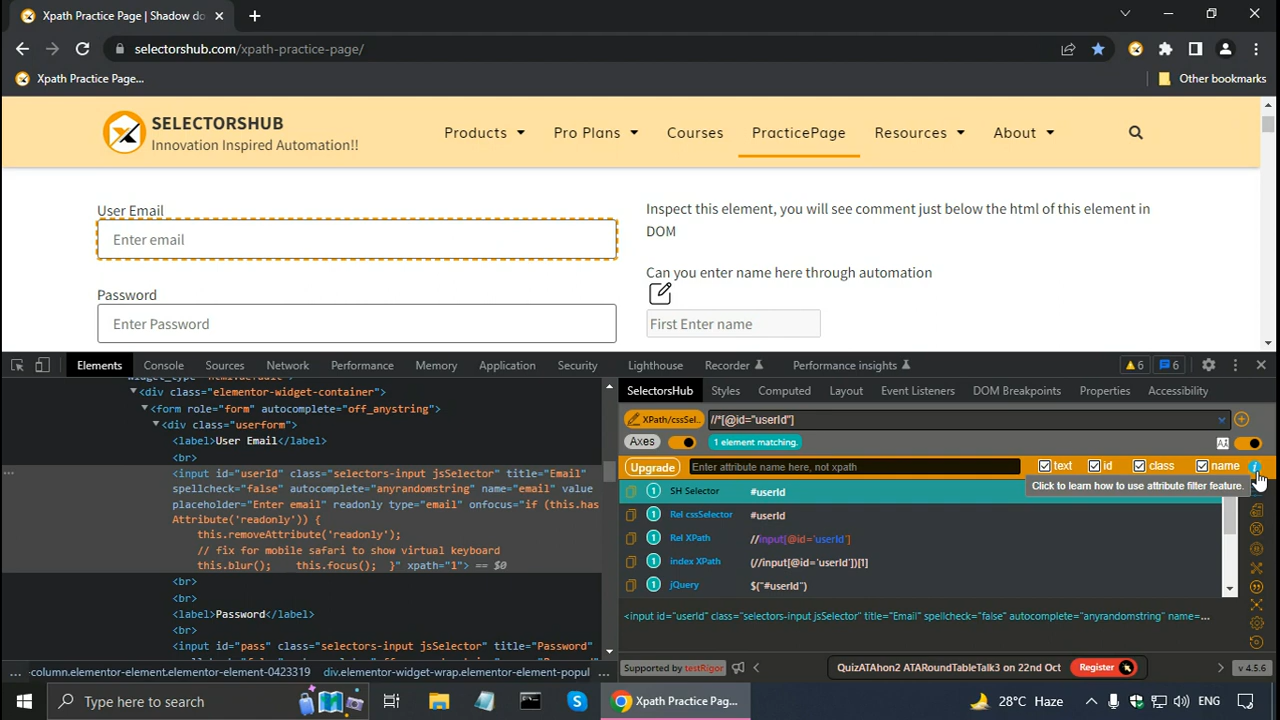 Xpath Practice Page | Shadow do
selectorshub.com/xpath-practice-page/
Xpath Practice Page...
Other bookmarks
SELECTORSHUB
Innovation Inspired Automation!!
Products
Pro Plans
Courses
PracticePage
Resources
About
User Email
Enter email
Password
Enter Password
Inspect this element, you will see comment just below the html of this element in
DOM
Can you enter name here through automation
First Enter name
Elements
Console
Sources
Network
Performance
Memory
Application
Security
Lighthouse
Recorder
Performance insights
6
6
<div class="elementor-widget-container">
<form role="form" autocomplete="off_anystring">
<div class="userform">
<label>User Email</label>
<br>
<input id="userId" class="selectors-input jsSelector" title="Email"
spellcheck="false" autocomplete="anyrandomstring" name="email" value
placeholder="Enter email" readonly type="email" onfocus="if (this.has
Attribute('readonly')) {
this.removeAttribute('readonly');
// fix for mobile safari to show virtual keyboard
this.blur();    this.focus();  }" xpath="1"> == $0
<br>
<br>
<label>Password</label>
<br>
<input id="pass" class="selectors-input jsSelector" title="Password"
-column.elementor-element.elementor-element-0423319
div.elementor-widget-wrap.elementor-element-popul
...
SelectorsHub
Styles
Computed
Layout
Event Listeners
DOM Breakpoints
Properties
Accessibility
XPath/cssSel..
//*[@id="userId"]
Axes
1 element matching.
Upgrade
Enter attribute name here, not xpath
text
id
class
name
Click to learn how to use attribute filter feature.
1 SH Selector #userId
1 Rel cssSelector #userId
1 Rel XPath //input[@id='userId']
1 index XPath (//input[@id='userId'])[1]
1 jQuery $("#userId")
<input id="userId" class="selectors-input jsSelector" title="Email" spellcheck="false" autocomplete="anyrandomstring" name=...
Supported by testRigor
QuizATAhon2 ATARoundTableTalk3 on 22nd Oct
Register
v 4.5.6
Type here to search
Xpath Practice Pag...
28°C Haze
ENG